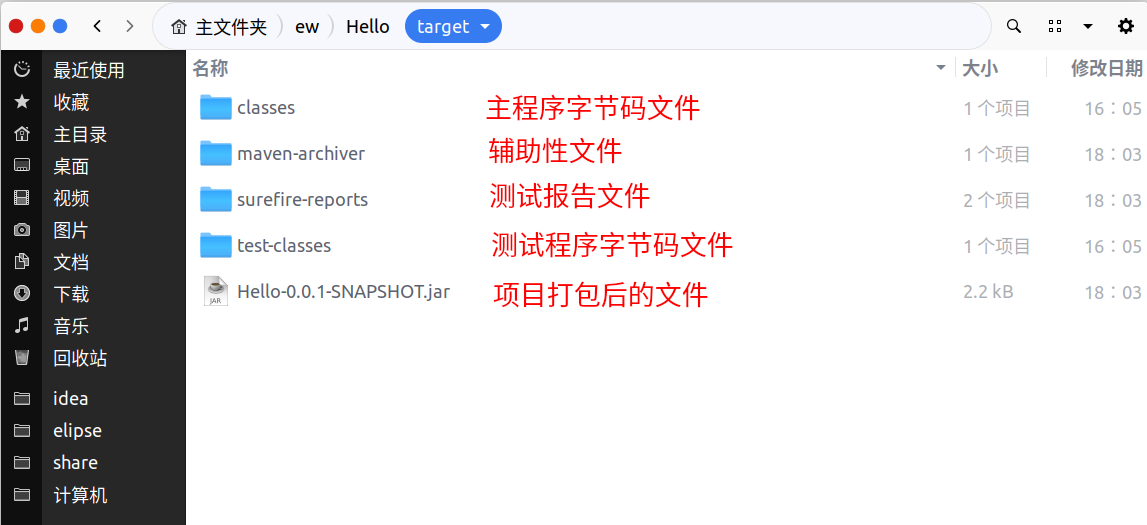 主文件夹 ew Hello target
最近使用
收藏
主目录
桌面
视频
图片
文档
下载
音乐
回收站
idea
elipse
share
计算机
名称 大小 修改日期
classes 主程序字节码文件 1 个项目 16：05
maven-archiver 辅助性文件 1 个项目 18：03
surefire-reports 测试报告文件 2 个项目 18：03
test-classes 测试程序字节码文件 1 个项目 16：05
JAR Hello-0.0.1-SNAPSHOT.jar 项目打包后的文件 2.2 kB 18：03